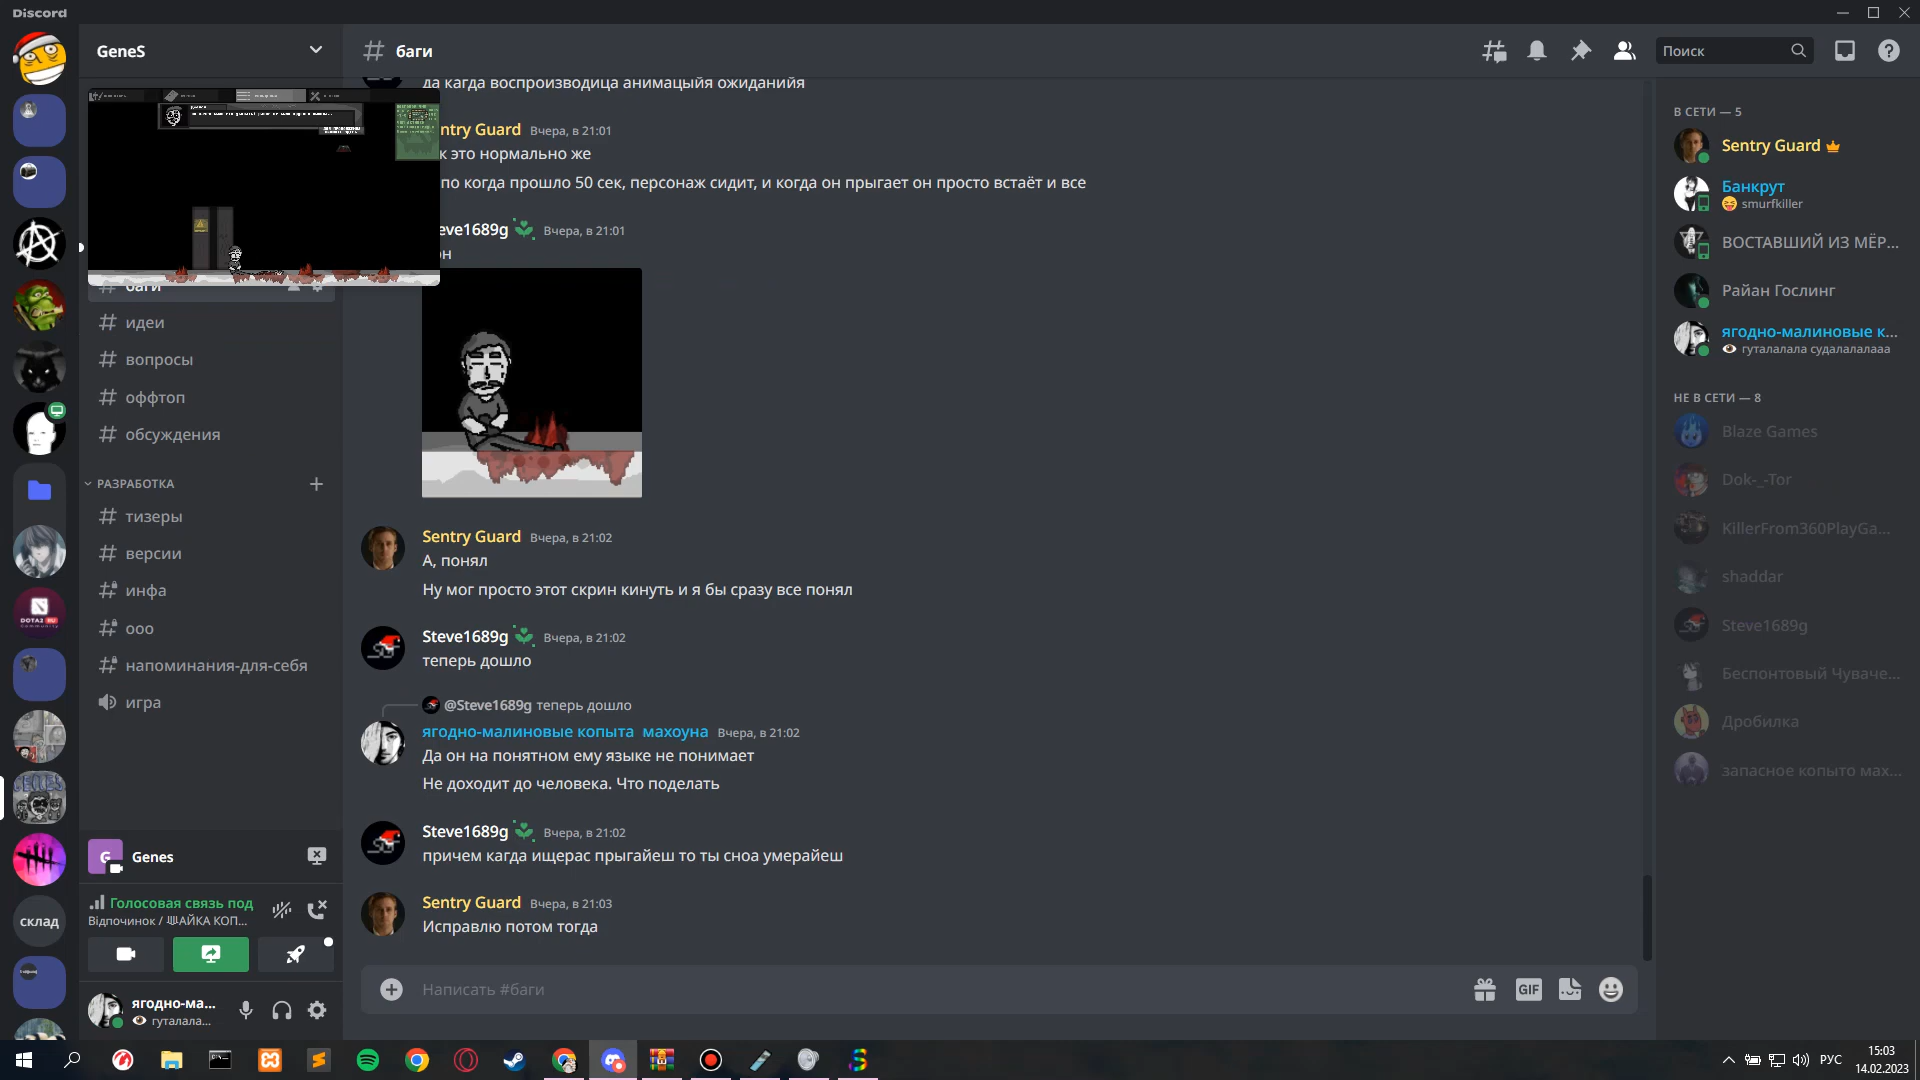 Discord
GeneS
баги
Поиск
да кагда воспроизводица анимацыйя ожиданийя
ntry Guard Вчера, в 21:01
к это нормально же
по когда прошло 50 сек, персонаж сидит, и когда он прыгает он просто встаёт и все
eve1689g Вчера, в 21:01
он
баги
идеи
вопросы
оффтоп
обсуждения
РАЗРАБОТКА
тизеры
версии
инфа
ооо
напоминания-для-себя
игра
Sentry Guard Вчера, в 21:02
А, понял
Ну мог просто этот скрин кинуть и я бы сразу все понял
Steve1689g Вчера, в 21:02
теперь дошло
@Steve1689g теперь дошло
ягодно-малиновые копыта махоуна Вчера, в 21:02
Да он на понятном ему языке не понимает
Не доходит до человека. Что поделать
Steve1689g Вчера, в 21:02
причем кагда ищерас прыгайеш то ты сноа умерайеш
Sentry Guard Вчера, в 21:03
Исправлю потом тогда
Написать #баги
GIF
В СЕТИ — 5
Sentry Guard
Банкрут
smurfkiller
ВОСТАВШИЙ ИЗ МЁР...
Райан Гослинг
ягодно-малиновые к...
гуталалала судалалалааа
НЕ В СЕТИ — 8
Blaze Games
Dok-_-Tor
KillerFrom360PlayGa...
shaddar
Steve1689g
Беспонтовый Чуваче...
Дробилка
запасное копыто мах...
DOTA2 RU
склад
G
Genes
Голосовая связь под
Відпочинок /
ягодно-ма...
гуталала...
РУС
15:03
14.02.2023